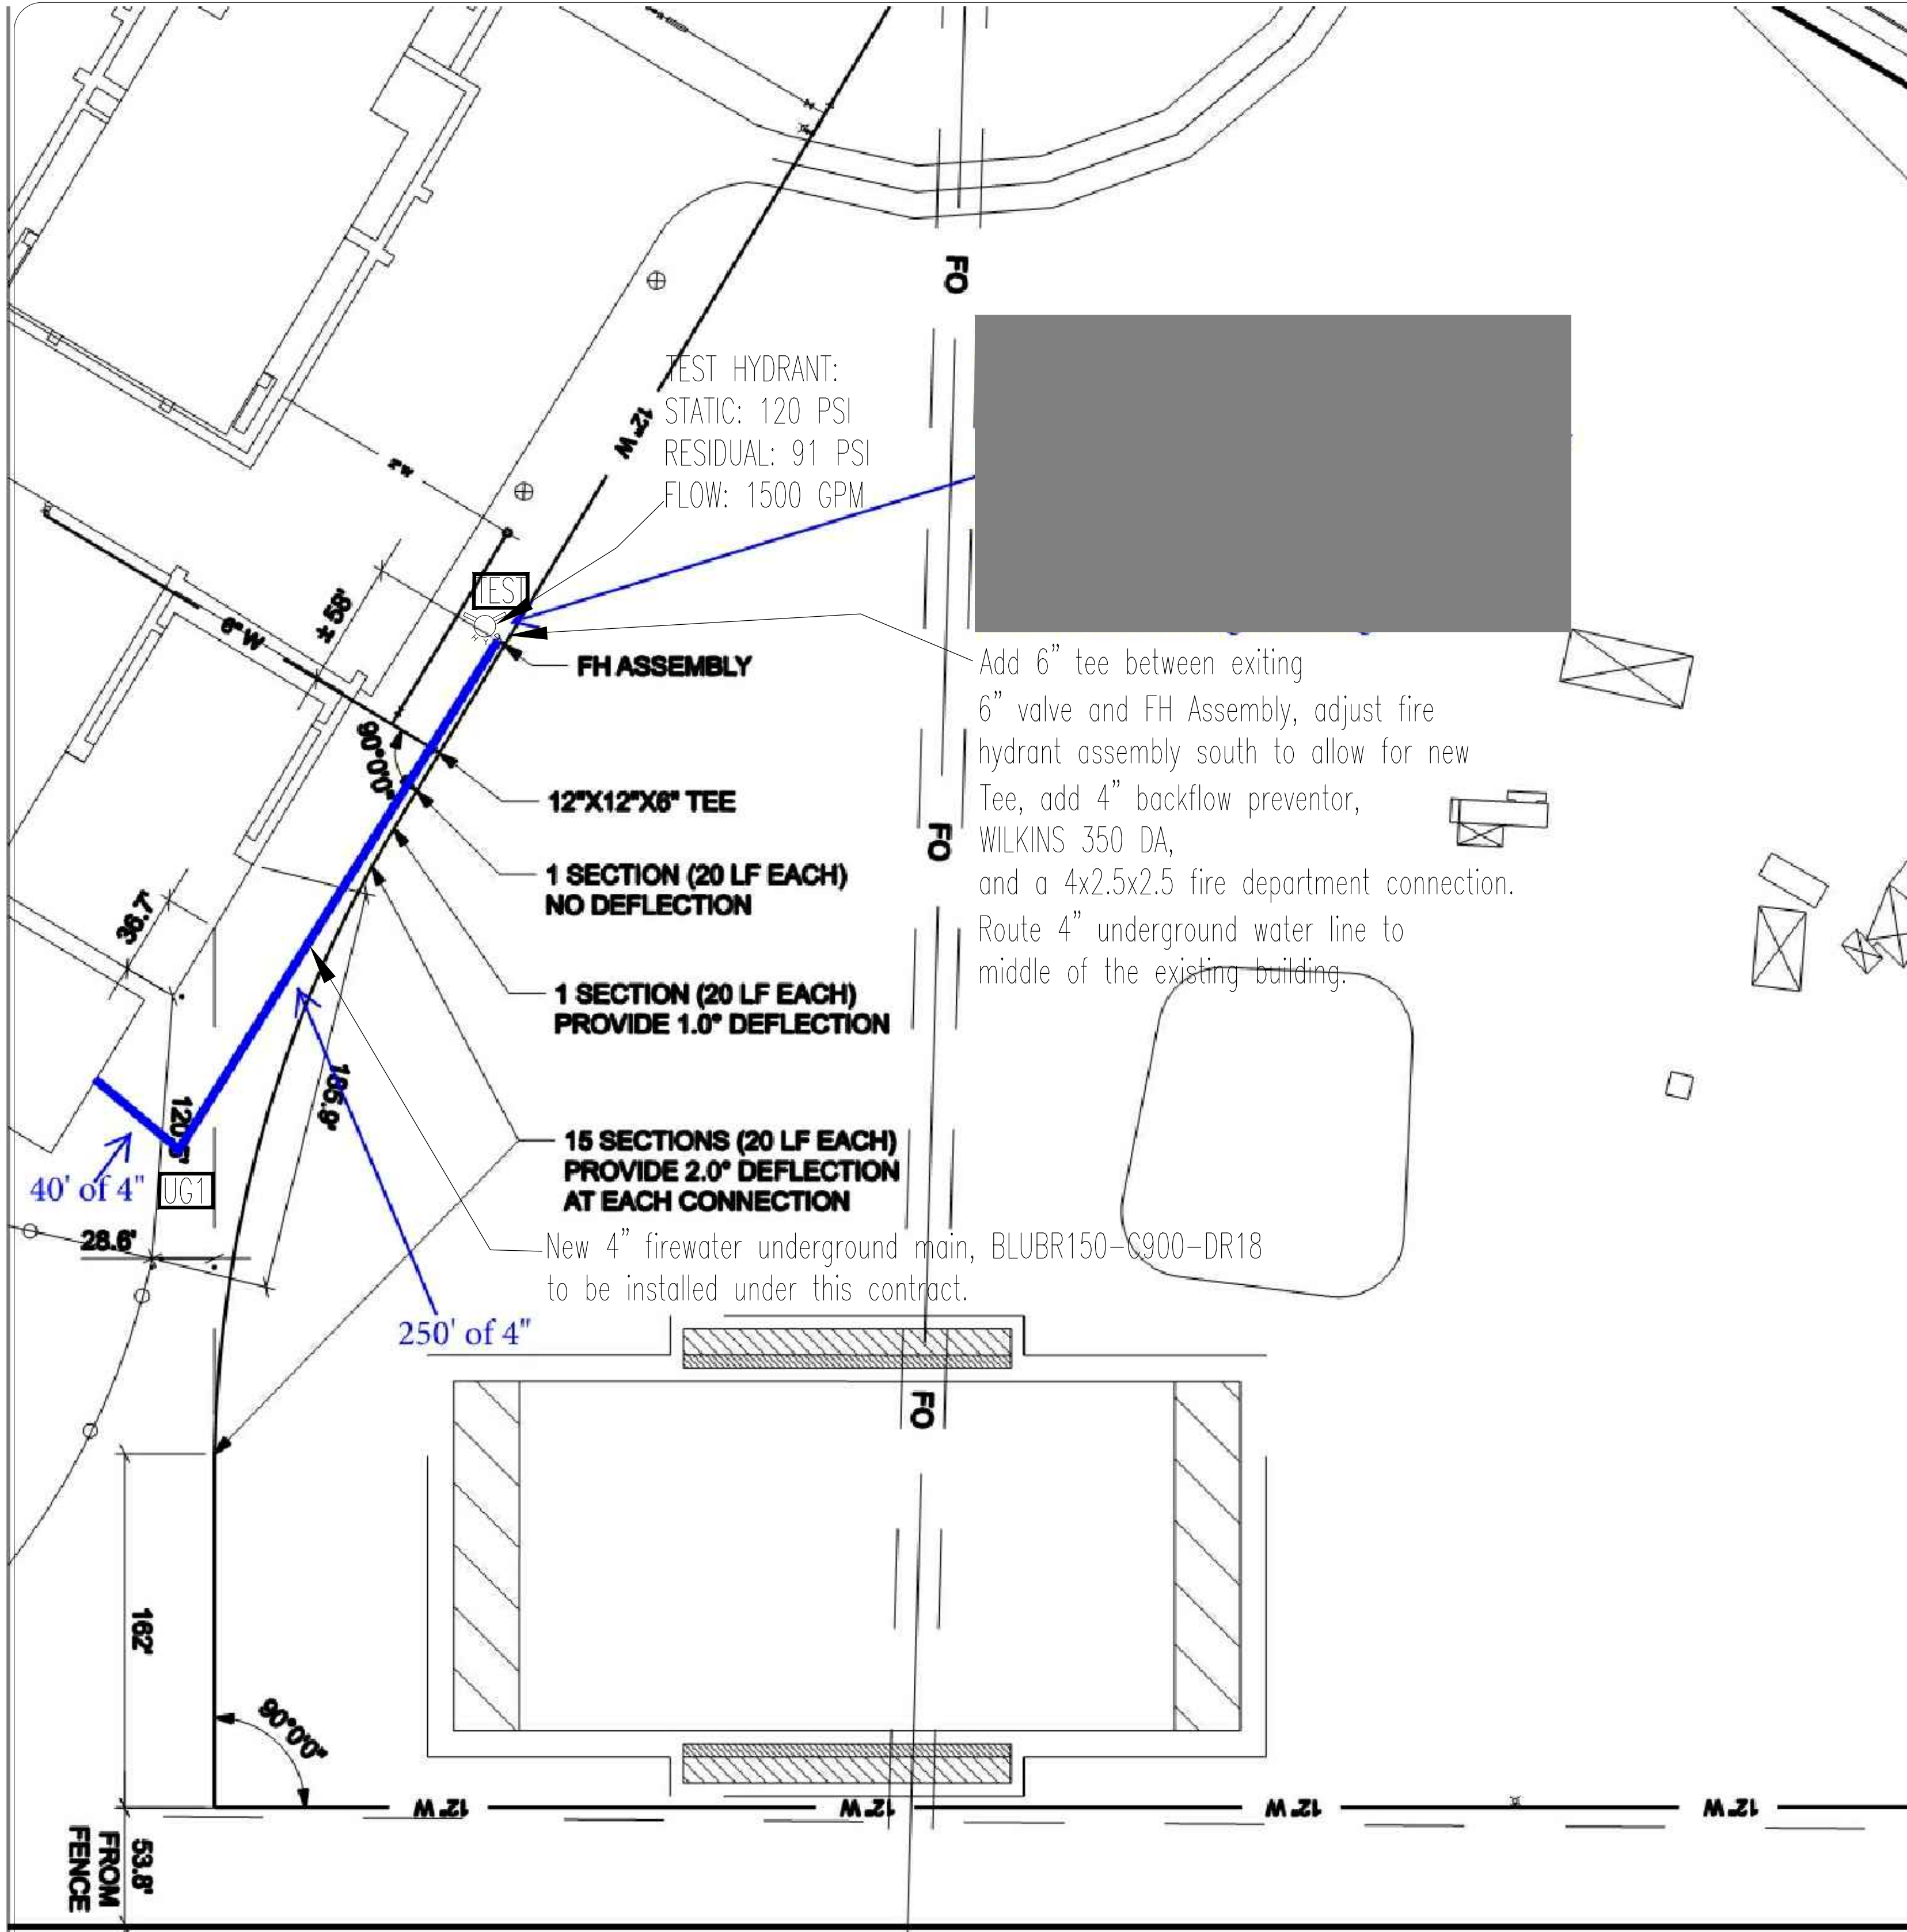 FO
TEST HYDRANT:
STATIC: 120 PSI
RESIDUAL: 91 PSI
FLOW: 1500 GPM
12" W
TEST
HYD
59' ±
6" W
FH ASSEMBLY
Add 6” tee between exiting
6” valve and FH Assembly, adjust fire
hydrant assembly south to allow for new
Tee, add 4” backflow preventor,
WILKINS 350 DA,
and a 4x2.5x2.5 fire department connection.
Route 4” underground water line to
middle of the existing building.
90°0'0"
12"X12"X6" TEE
FO
1 SECTION (20 LF EACH)
NO DEFLECTION
36.7'
1 SECTION (20 LF EACH)
PROVIDE 1.0° DEFLECTION
120.5'
15 SECTIONS (20 LF EACH)
PROVIDE 2.0° DEFLECTION
AT EACH CONNECTION
40' of 4"
UG1
28.6'
New 4” firewater underground main, BLUBR150-C900-DR18
to be installed under this contract.
250' of 4"
FO
162'
90°0'0"
12" W
12" W
12" W
12" W
53.8'
FROM
FENCE